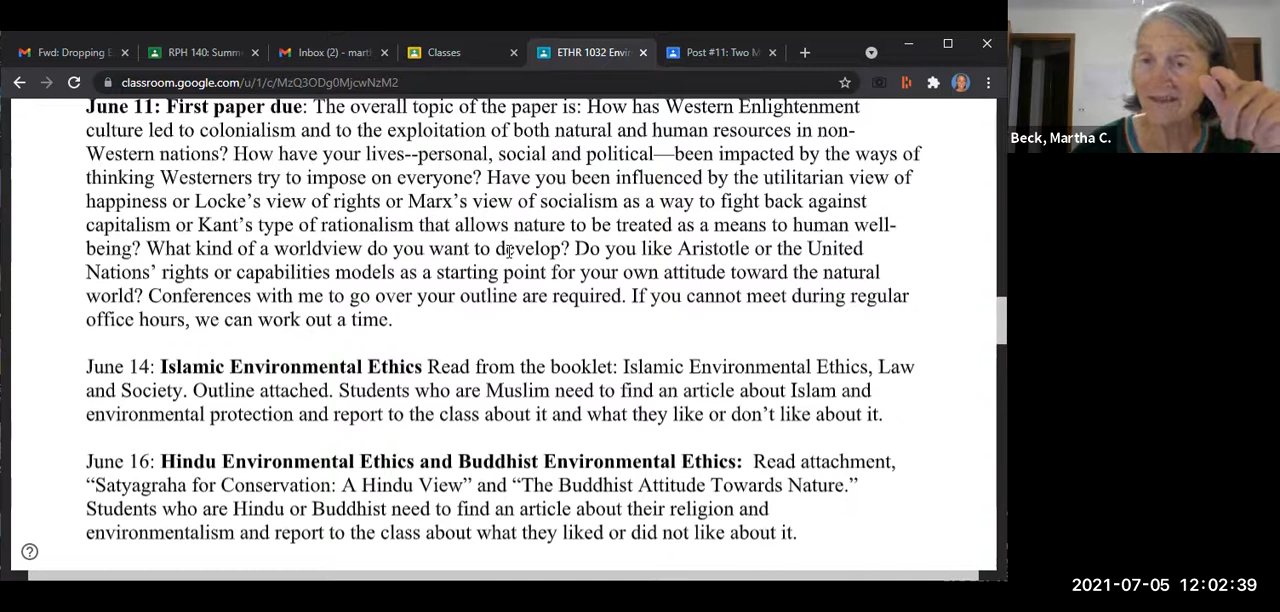 Fwd: Dropping E
RPH 140: Summ
Inbox (2) - mart
Classes
ETHR 1032 Envir
Post #11: Two M
classroom.google.com/u/1/c/MzQ3ODg0MjcwNzM2
June 11: First paper due: The overall topic of the paper is: How has Western Enlightenment
culture led to colonialism and to the exploitation of both natural and human resources in non-
Western nations? How have your lives--personal, social and political—been impacted by the ways of
thinking Westerners try to impose on everyone? Have you been influenced by the utilitarian view of
happiness or Locke’s view of rights or Marx’s view of socialism as a way to fight back against
capitalism or Kant’s type of rationalism that allows nature to be treated as a means to human well-
being? What kind of a worldview do you want to develop? Do you like Aristotle or the United
Nations’ rights or capabilities models as a starting point for your own attitude toward the natural
world? Conferences with me to go over your outline are required. If you cannot meet during regular
office hours, we can work out a time.
June 14: Islamic Environmental Ethics Read from the booklet: Islamic Environmental Ethics, Law
and Society. Outline attached. Students who are Muslim need to find an article about Islam and
environmental protection and report to the class about it and what they like or don’t like about it.
June 16: Hindu Environmental Ethics and Buddhist Environmental Ethics: Read attachment,
“Satyagraha for Conservation: A Hindu View” and “The Buddhist Attitude Towards Nature.”
Students who are Hindu or Buddhist need to find an article about their religion and
environmentalism and report to the class about what they liked or did not like about it.
Beck, Martha C.
2021-07-05 12:02:39